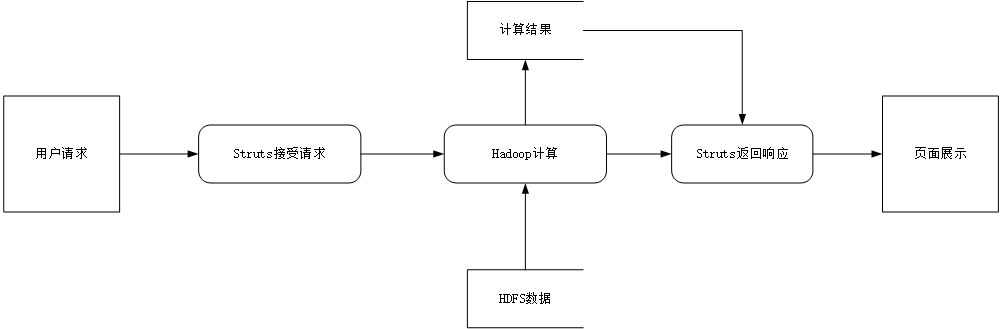 计算结果
用户请求
Struts接受请求
Hadoop计算
Struts返回响应
页面展示
HDFS数据